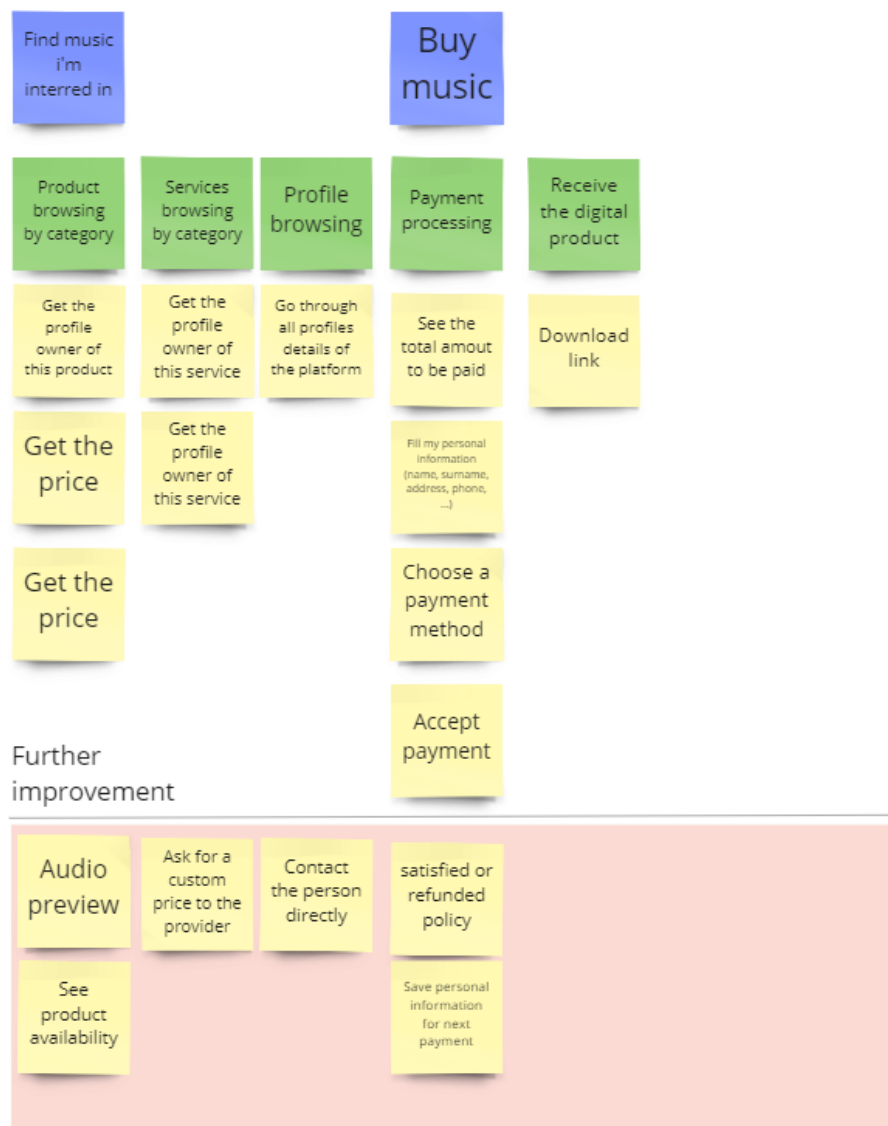 Find music
i'm
interred in
Buy
music
Product
browsing
by category
Services
browsing
by category
Profile
browsing
Payment
processing
Receive
the digital
product
Get the
profile
owner of
this product
Get the
profile
owner of
this service
Go through
all profiles
details of
the platform
See the
total amout
to be paid
Download
link
Get the
price
Get the
profile
owner of
this service
Fill my personal
information
(name, surname,
address, phone,
...)
Get the
price
Choose a
payment
method
Accept
payment
Further
improvement
Audio
preview
Ask for a
custom
price to the
provider
Contact
the person
directly
satisfied or
refunded
policy
See
product
availability
Save personal
information
for next
payment